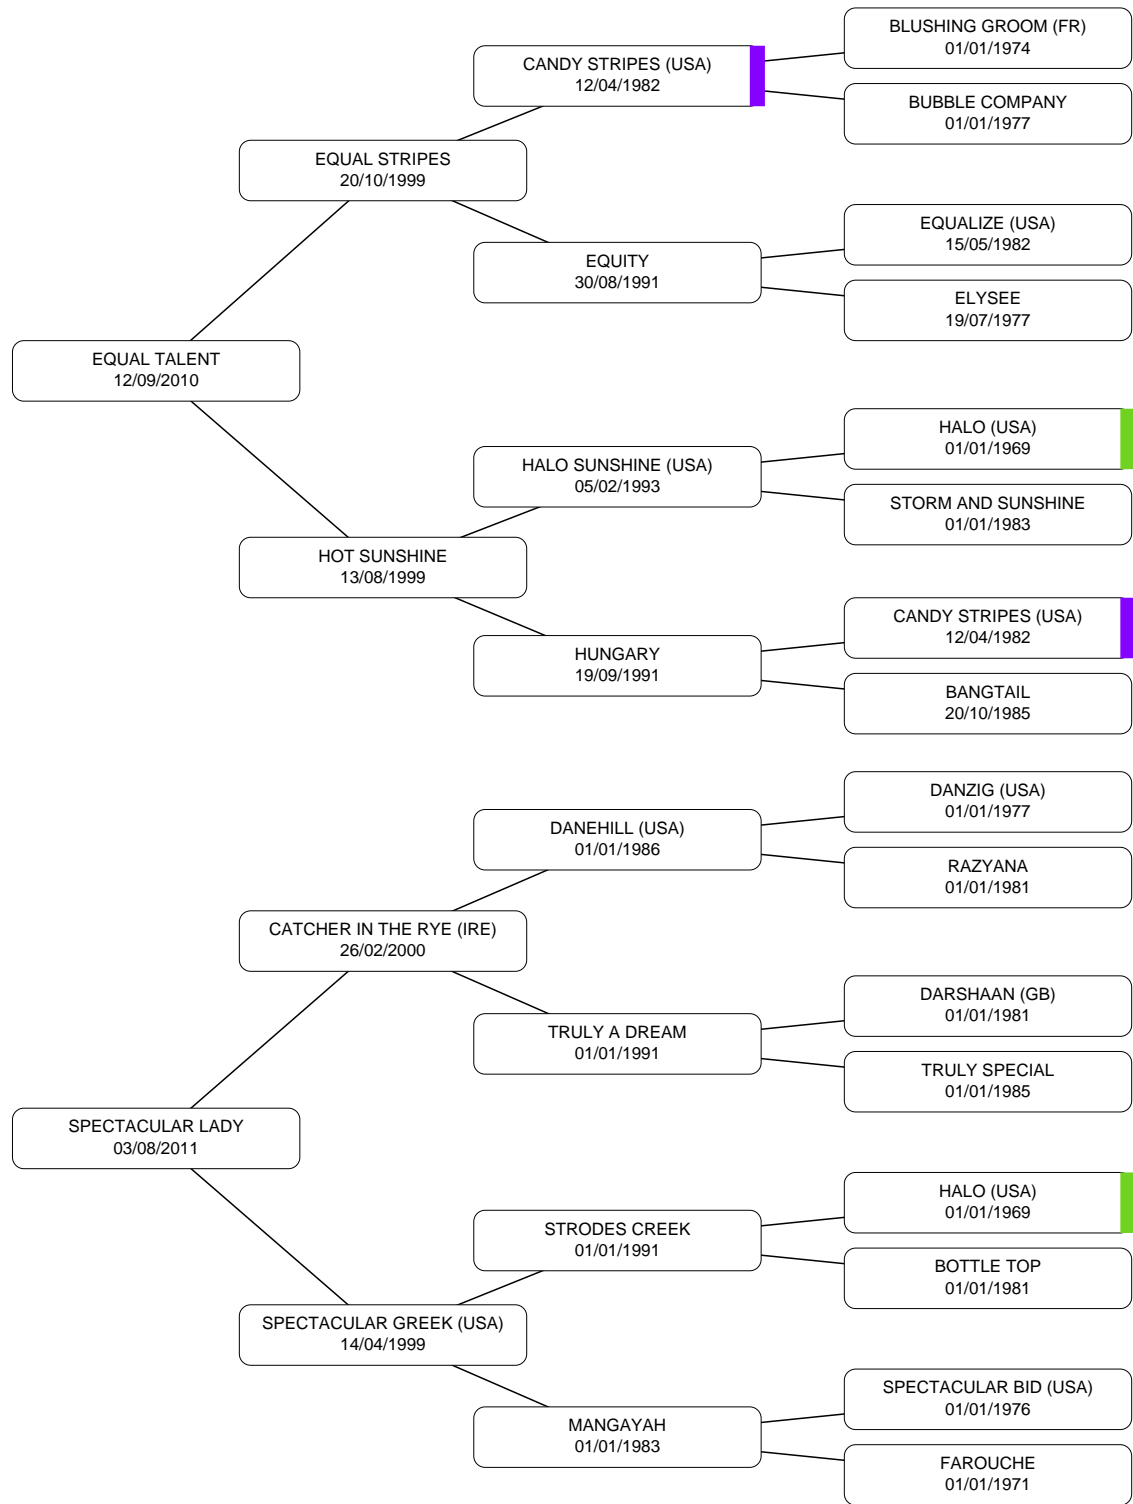 BLUSHING GROOM (FR)
01/01/1974
CANDY STRIPES (USA)
12/04/1982
BUBBLE COMPANY
01/01/1977
EQUAL STRIPES
20/10/1999
EQUALIZE (USA)
15/05/1982
EQUITY
30/08/1991
ELYSEE
19/07/1977
EQUAL TALENT
12/09/2010
HALO (USA)
01/01/1969
HALO SUNSHINE (USA)
05/02/1993
STORM AND SUNSHINE
01/01/1983
HOT SUNSHINE
13/08/1999
CANDY STRIPES (USA)
12/04/1982
HUNGARY
19/09/1991
BANGTAIL
20/10/1985
DANZIG (USA)
01/01/1977
DANEHILL (USA)
01/01/1986
RAZYANA
01/01/1981
CATCHER IN THE RYE (IRE)
26/02/2000
DARSHAAN (GB)
01/01/1981
TRULY A DREAM
01/01/1991
TRULY SPECIAL
01/01/1985
SPECTACULAR LADY
03/08/2011
HALO (USA)
01/01/1969
STRODES CREEK
01/01/1991
BOTTLE TOP
01/01/1981
SPECTACULAR GREEK (USA)
14/04/1999
SPECTACULAR BID (USA)
01/01/1976
MANGAYAH
01/01/1983
FAROUCHE
01/01/1971